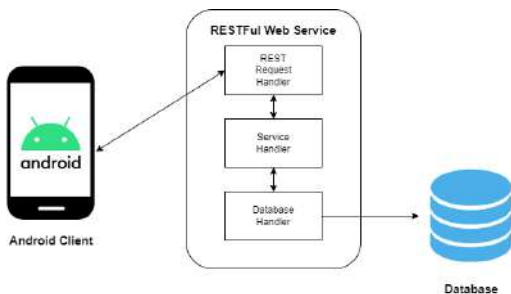 RESTFul Web Service
REST
Request
Handler
Service
Handler
Database
Handler
android
Android Client
Database